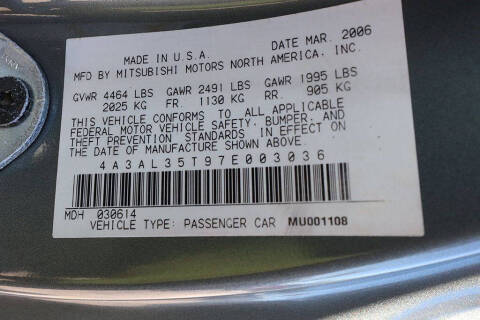 MADE IN U.S.A. DATE MAR. 2006
MFD BY MITSUBISHI MOTORS NORTH AMERICA, INC.
GVWR 4464 LBS GAWR 2491 LBS GAWR 1995 LBS
2025 KG FR. 1130 KG RR. 905 KG
THIS VEHICLE CONFORMS TO ALL APPLICABLE
FEDERAL MOTOR VEHICLE SAFETY, BUMPER, AND
THEFT PREVENTION STANDARDS IN EFFECT ON
THE DATE OF MANUFACTURE SHOWN ABOVE.
4A3AL35T97E003036
MDH 030614
VEHICLE TYPE: PASSENGER CAR MU001108